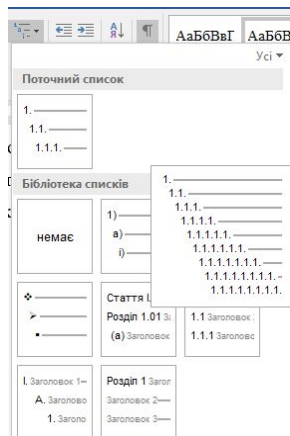 АаБбВвГ АаБбВ
Усі
Поточний список
1.
1.1.
1.1.1.
Бібліотека списків
немає
1)
a)
i)
1.
1.1.
1.1.1.
1.1.1.1.
1.1.1.1.1.
1.1.1.1.1.1.
1.1.1.1.1.1.1.
1.1.1.1.1.1.1.1.
1.1.1.1.1.1.1.1.1.
Стаття
Розділ 1.01
(a) Заголовок
1.1 Заголовок
1.1.1 Заголовок
I. Заголовок 1
A. Заголово
1. Заголо
Розділ 1 Загол
Заголовок 2
Заголовок 3